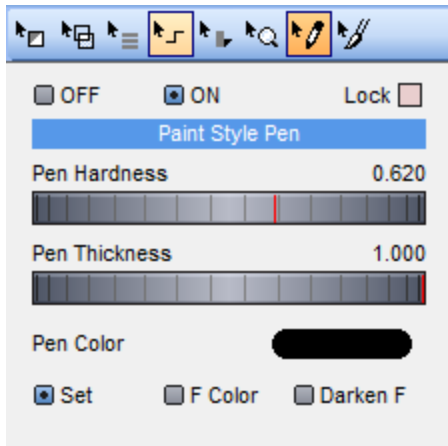 OFF ON Lock
Paint Style Pen
Pen Hardness 0.620
Pen Thickness 1.000
Pen Color
Set F Color Darken F